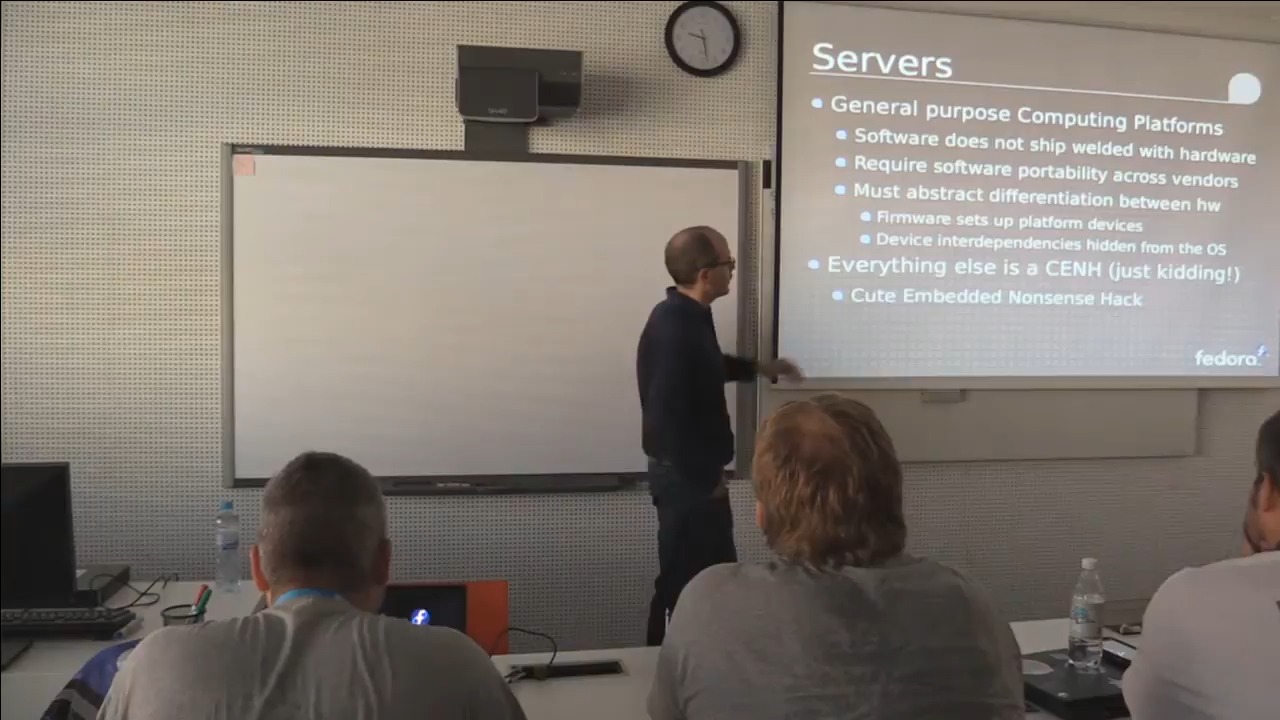 Servers
General purpose Computing Platforms
Software does not ship welded with hardware
Require software portability across vendors
Must abstract differentiation between hw
Firmware sets up platform devices
Device interdependencies hidden from the OS
Everything else is a CENH (just kidding!)
Cute Embedded Nonsense Hack
fedora